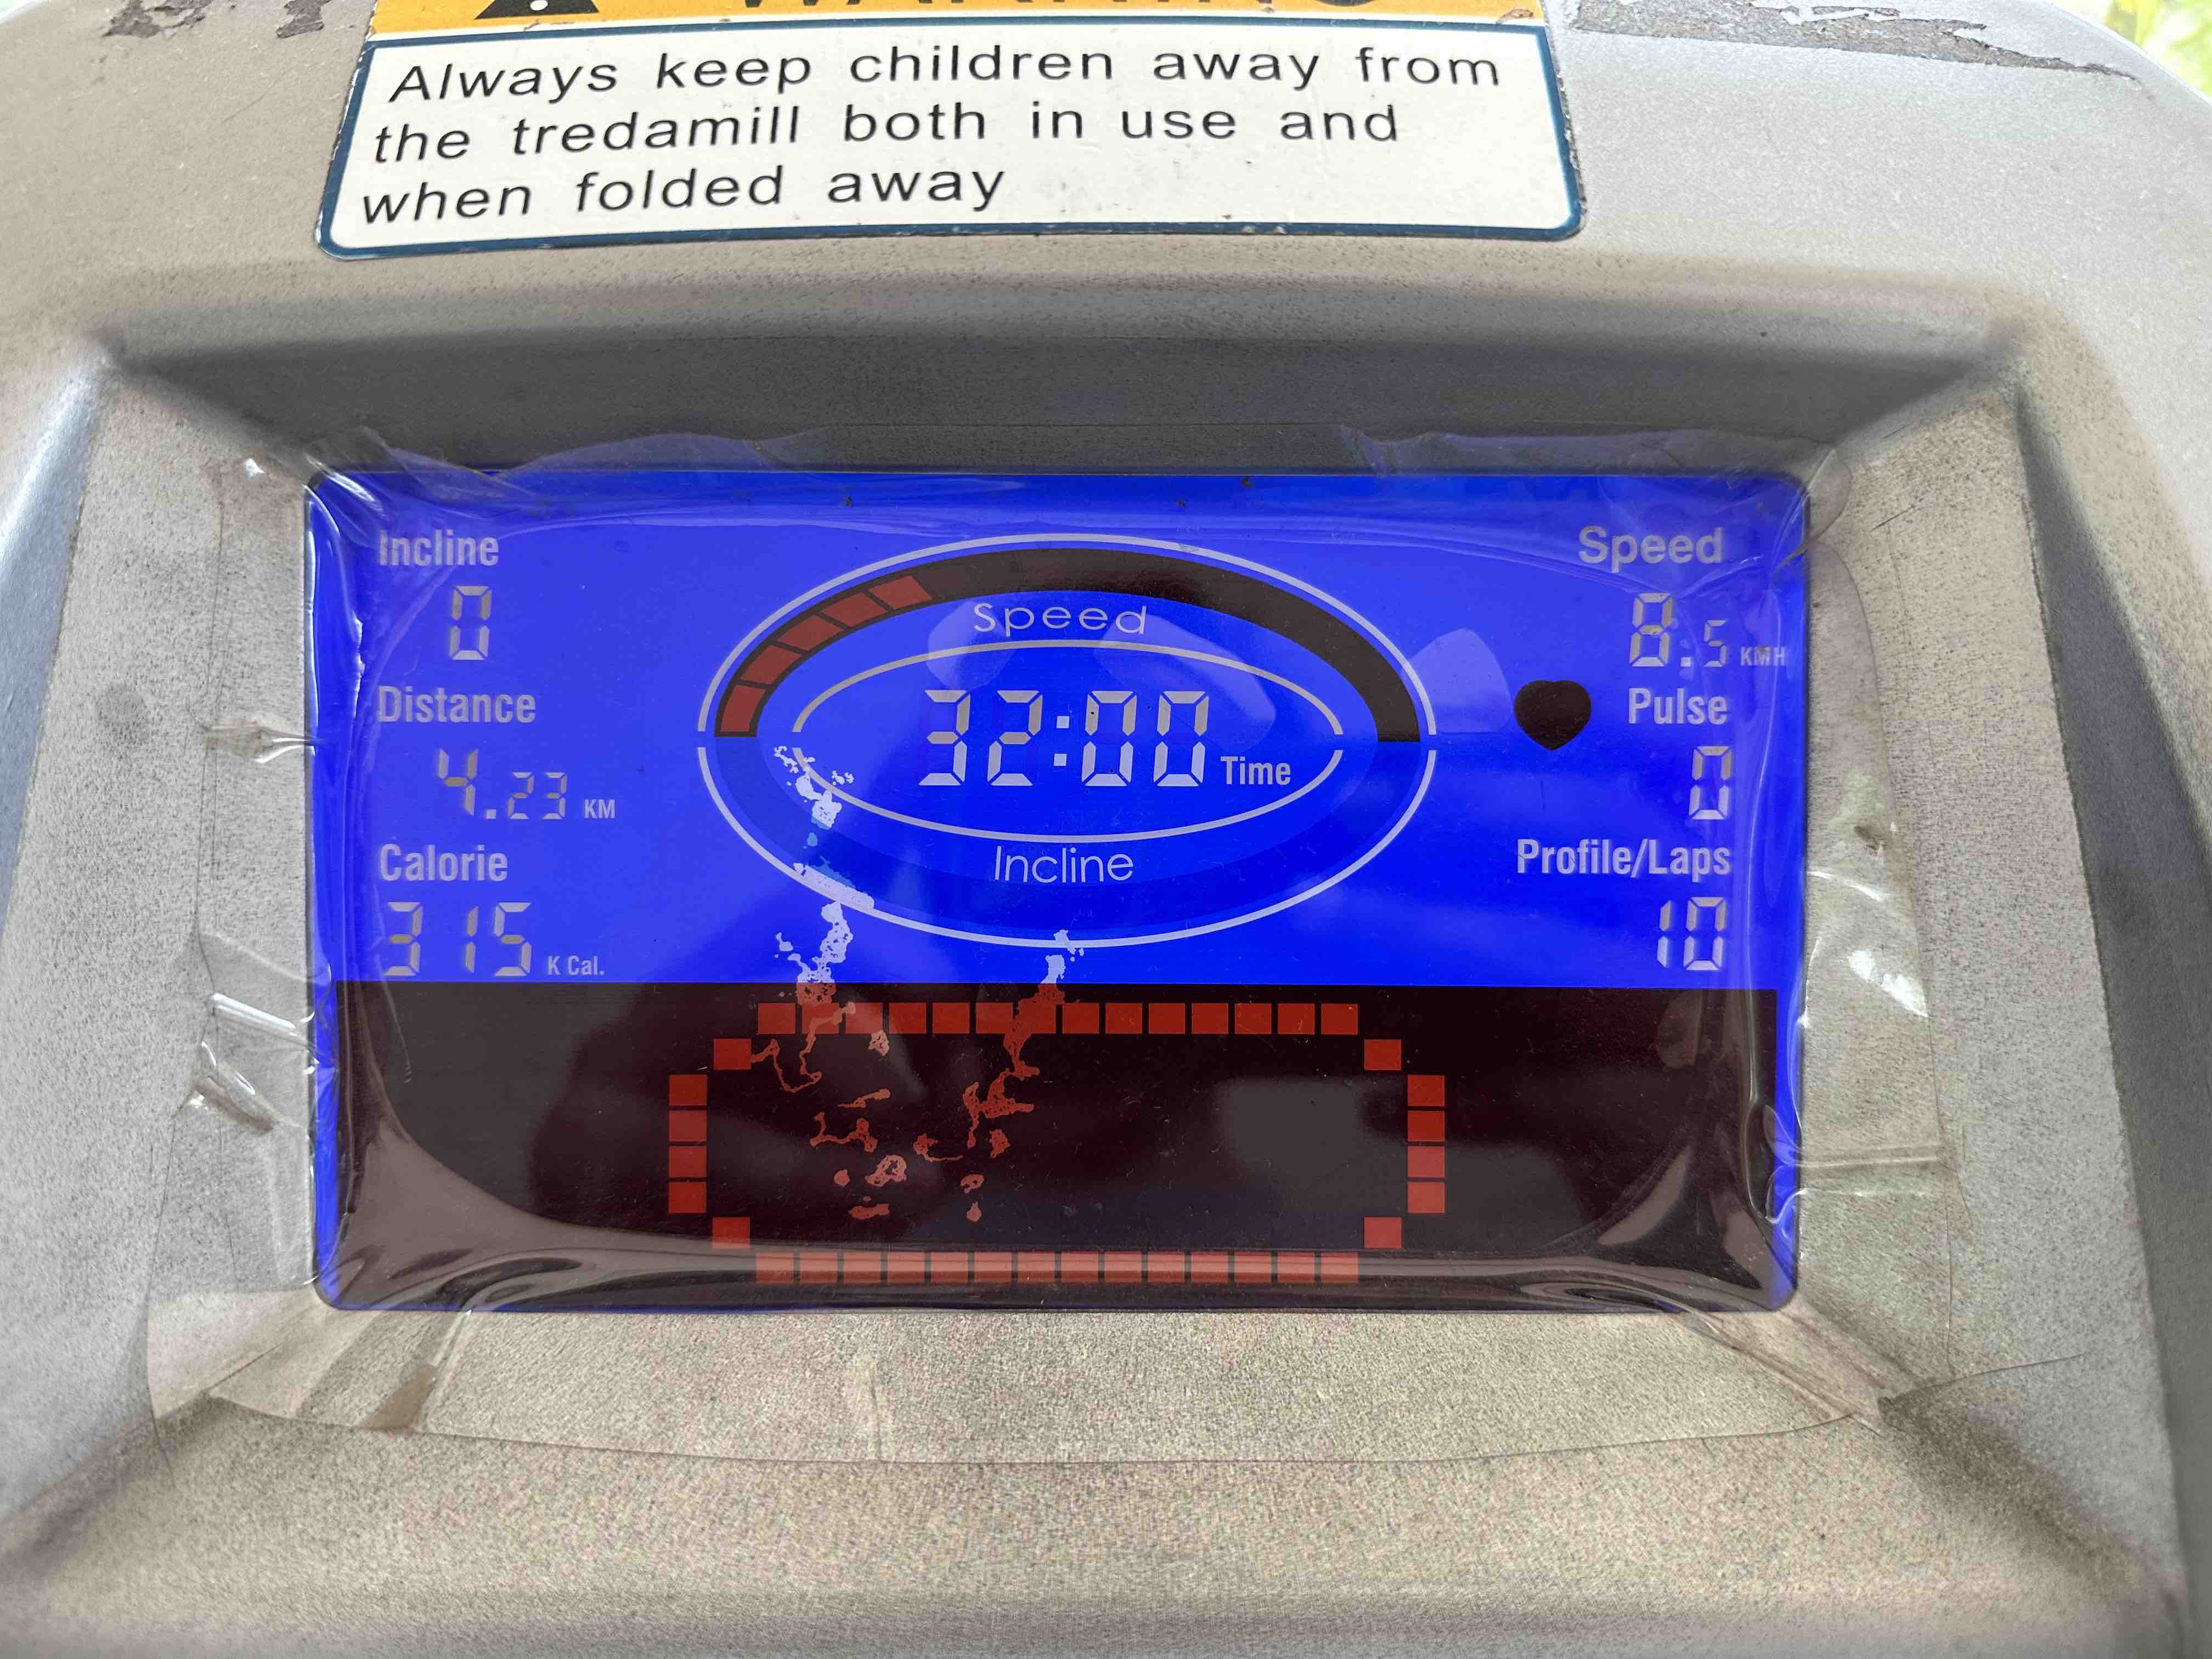 WARNING
Always keep children away from
the tredamill both in use and
when folded away
Incline
0
Distance
4.23 KM
Calorie
315 K Cal.
Speed
32:00 Time
Incline
Speed
8.5 KMH
Pulse
0
Profile/Laps
10